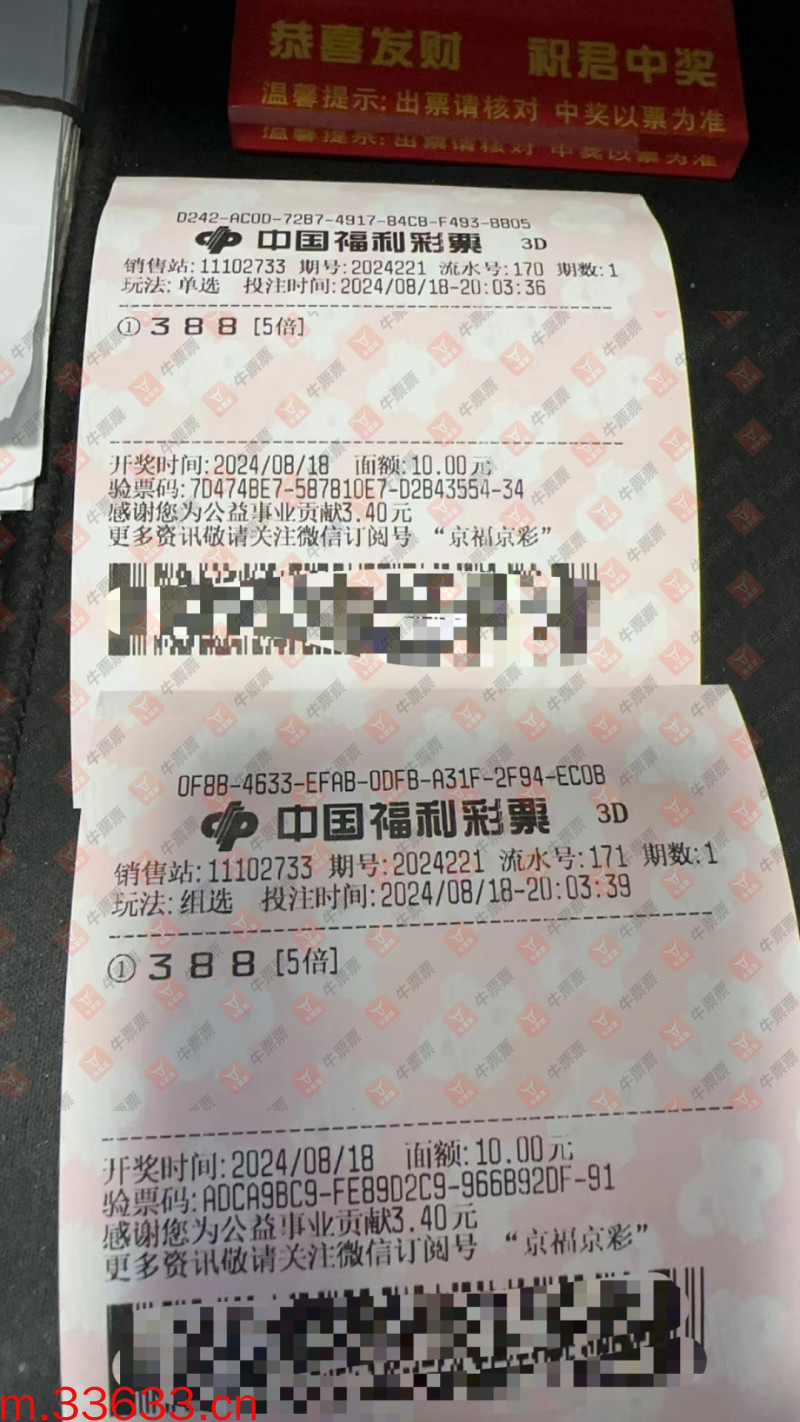 恭喜发财 祝君中奖
温馨提示:出票请核对 中奖以票为准
D242-AC0D-72B7-4917-84CB-F493-8B05
中国福利彩票 3D
销售站:11102733 期号:2024221 流水号:170 期数:1
玩法:单选 投注时间:2024/08/18-20:03:36
① 3 8 8 [5倍]
开奖时间:2024/08/18 面额:10.00元
验票码:7D474BE7-587B10E7-D2B43554-34
感谢您为公益事业贡献3.40元
更多资讯敬请关注微信订阅号 “京福京彩”
0F8B-4633-EFAB-0DFB-A31F-2F94-EC0B
中国福利彩票 3D
销售站:11102733 期号:2024221 流水号:171 期数:1
玩法:组选 投注时间:2024/08/18-20:03:39
① 3 8 8 [5倍]
开奖时间:2024/08/18 面额:10.00元
验票码:ADCA9BC9-FE89D2C9-966B92DF-91
感谢您为公益事业贡献3.40元
更多资讯敬请关注微信订阅号 “京福京彩”
m.33633.cn
牛票票